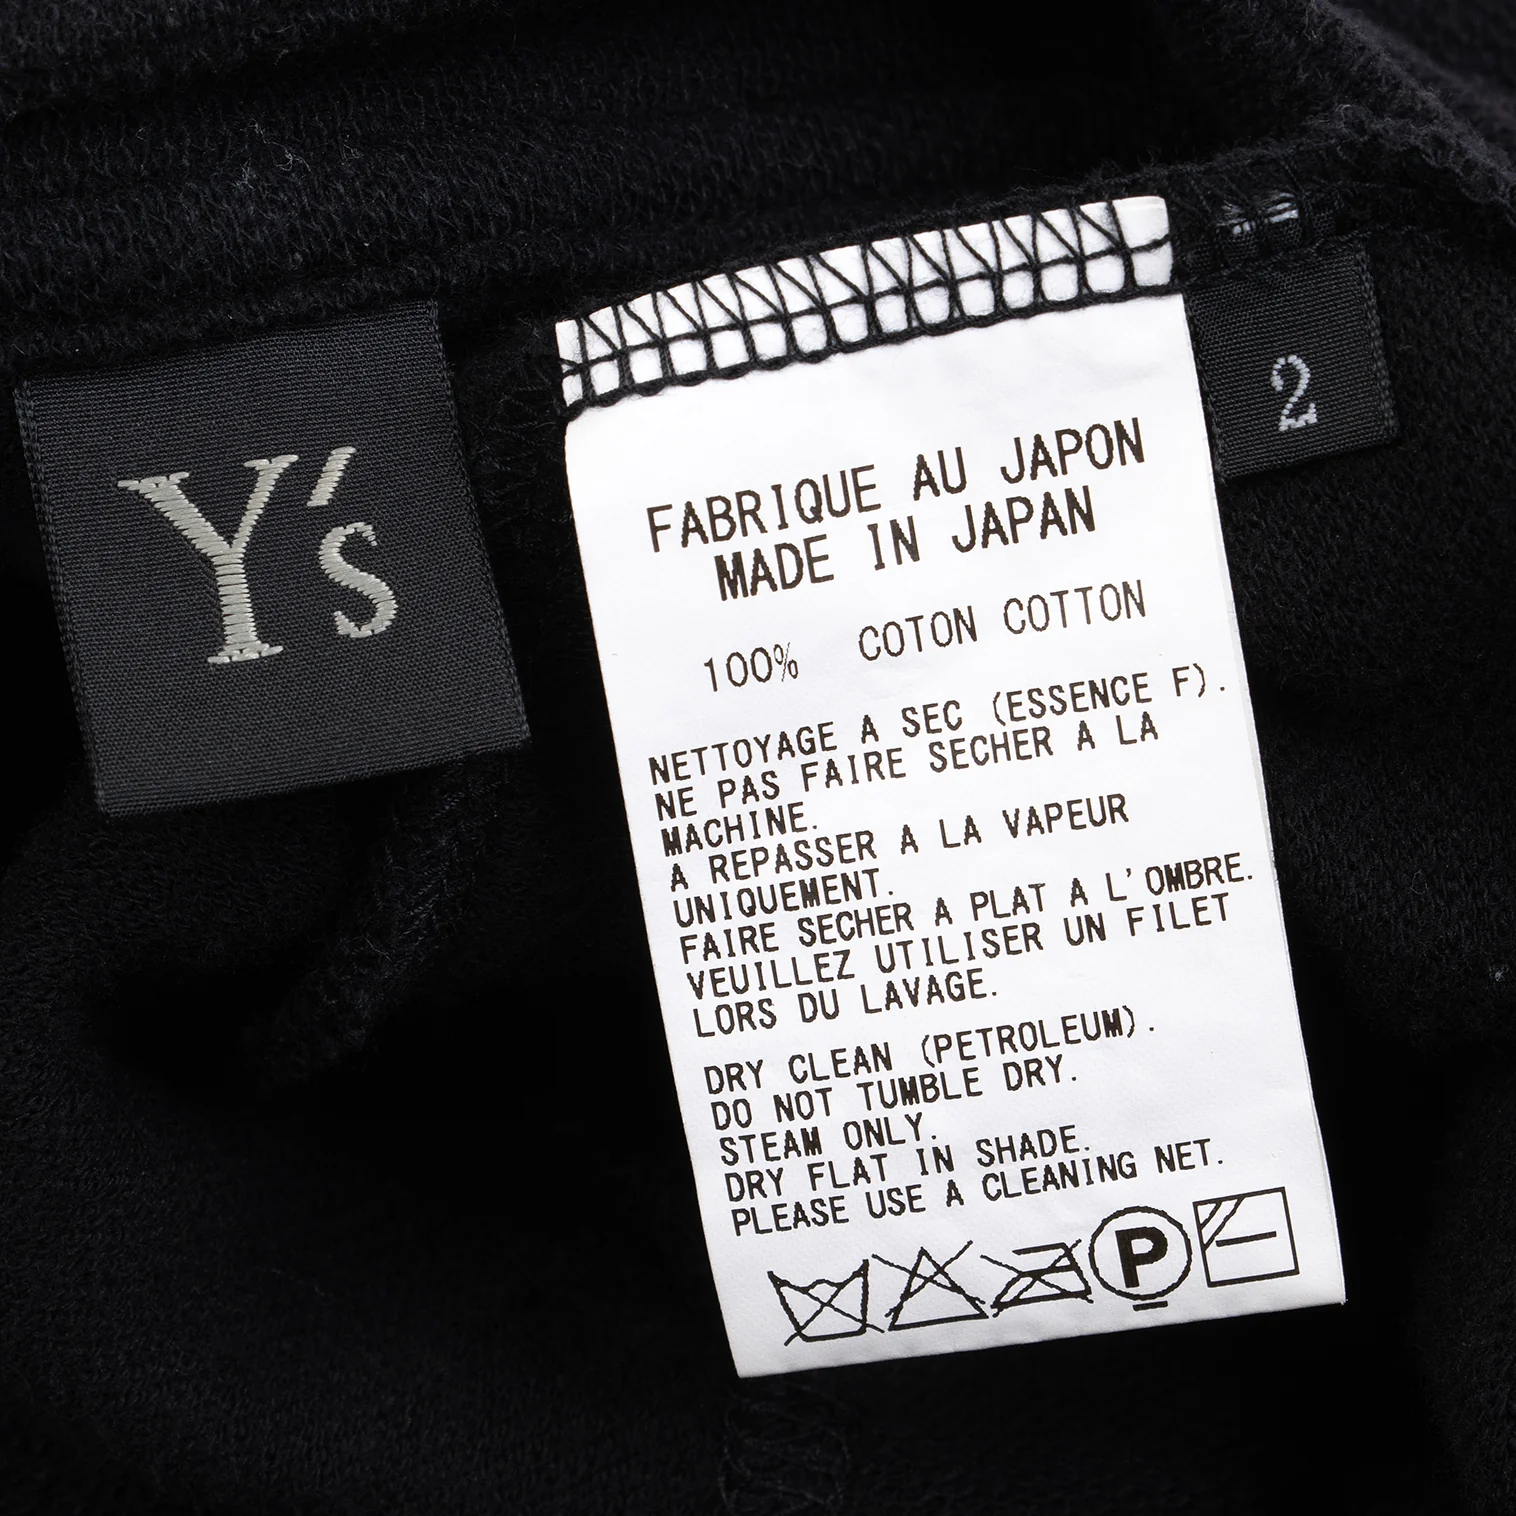 Y's
2
FABRIQUE AU JAPON
MADE IN JAPAN
100% COTON COTTON
NETTOYAGE A SEC (ESSENCE F).
NE PAS FAIRE SECHER A LA
MACHINE.
A REPASSER A LA VAPEUR
UNIQUEMENT.
FAIRE SECHER A PLAT A L'OMBRE.
VEUILLEZ UTILISER UN FILET
LORS DU LAVAGE.
DRY CLEAN (PETROLEUM).
DO NOT TUMBLE DRY.
STEAM ONLY.
DRY FLAT IN SHADE.
PLEASE USE A CLEANING NET.
P